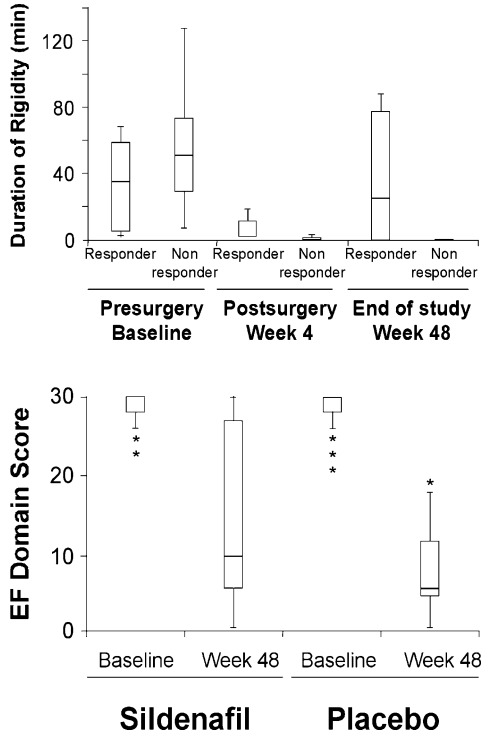 Duration of Rigidity (min)
120
80
40
0
Responder Non responder Responder Non responder Responder Non responder
Presurgery Baseline Postsurgery Week 4 End of study Week 48
EF Domain Score
30
20
10
0
* * * * * *
Baseline Week 48 Baseline Week 48
Sildenafil Placebo